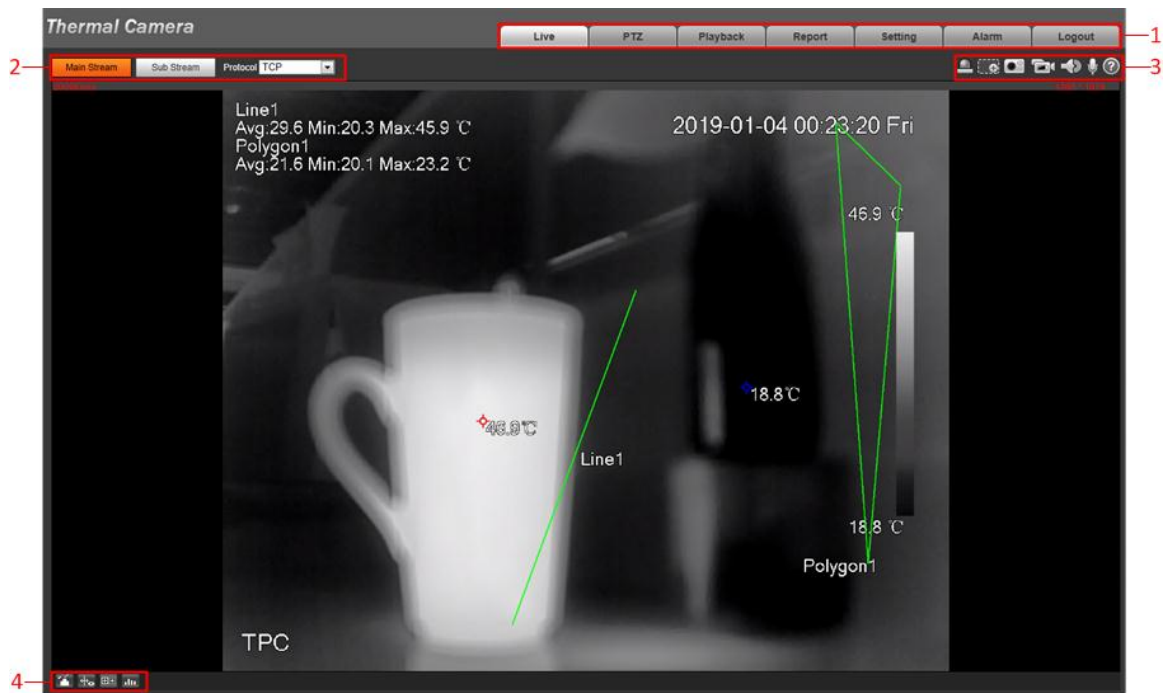 Thermal Camera
Live PTZ Playback Report Setting Alarm Logout 1
2 Main Stream Sub Stream Protocol TCP 3
Line1
Avg:29.6 Min:20.3 Max:45.9 ℃
Polygon1
Avg:21.6 Min:20.1 Max:23.2 ℃
2019-01-04 00:23:20 Fri
46.9 ℃
18.8℃
46.9℃
Line1
18.8 ℃
Polygon1
TPC
4